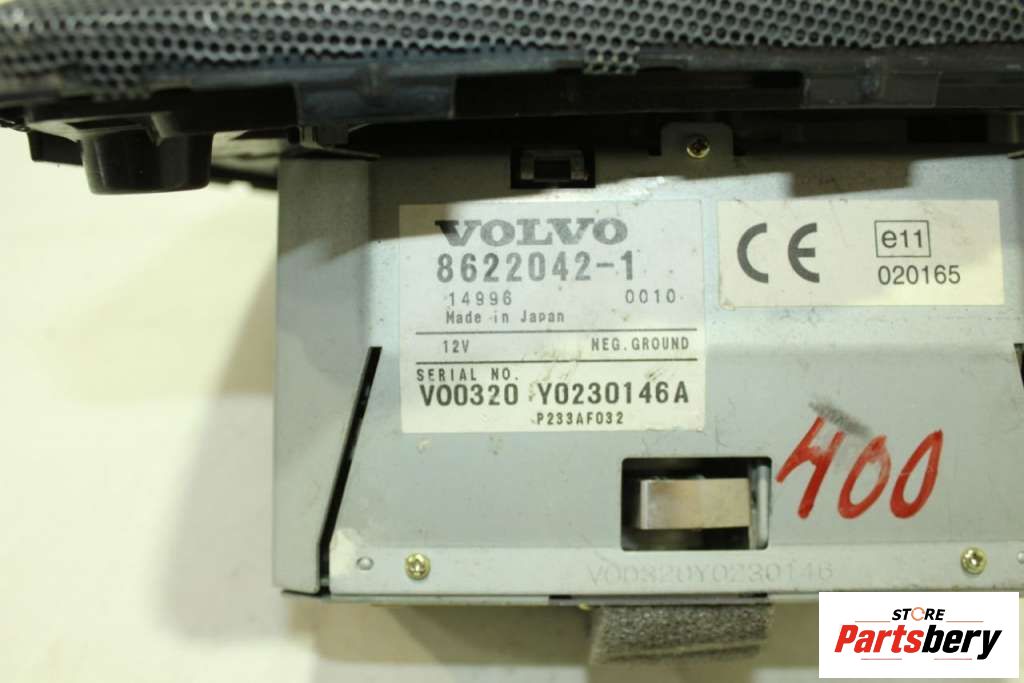 VOLVO
8622042-1
14996 0010
Made in Japan
12V NEG. GROUND
SERIAL NO.
V00320 Y0230146A
P233AF032
CE e11
020165
400
V00320Y0230146
STORE
Partsbery